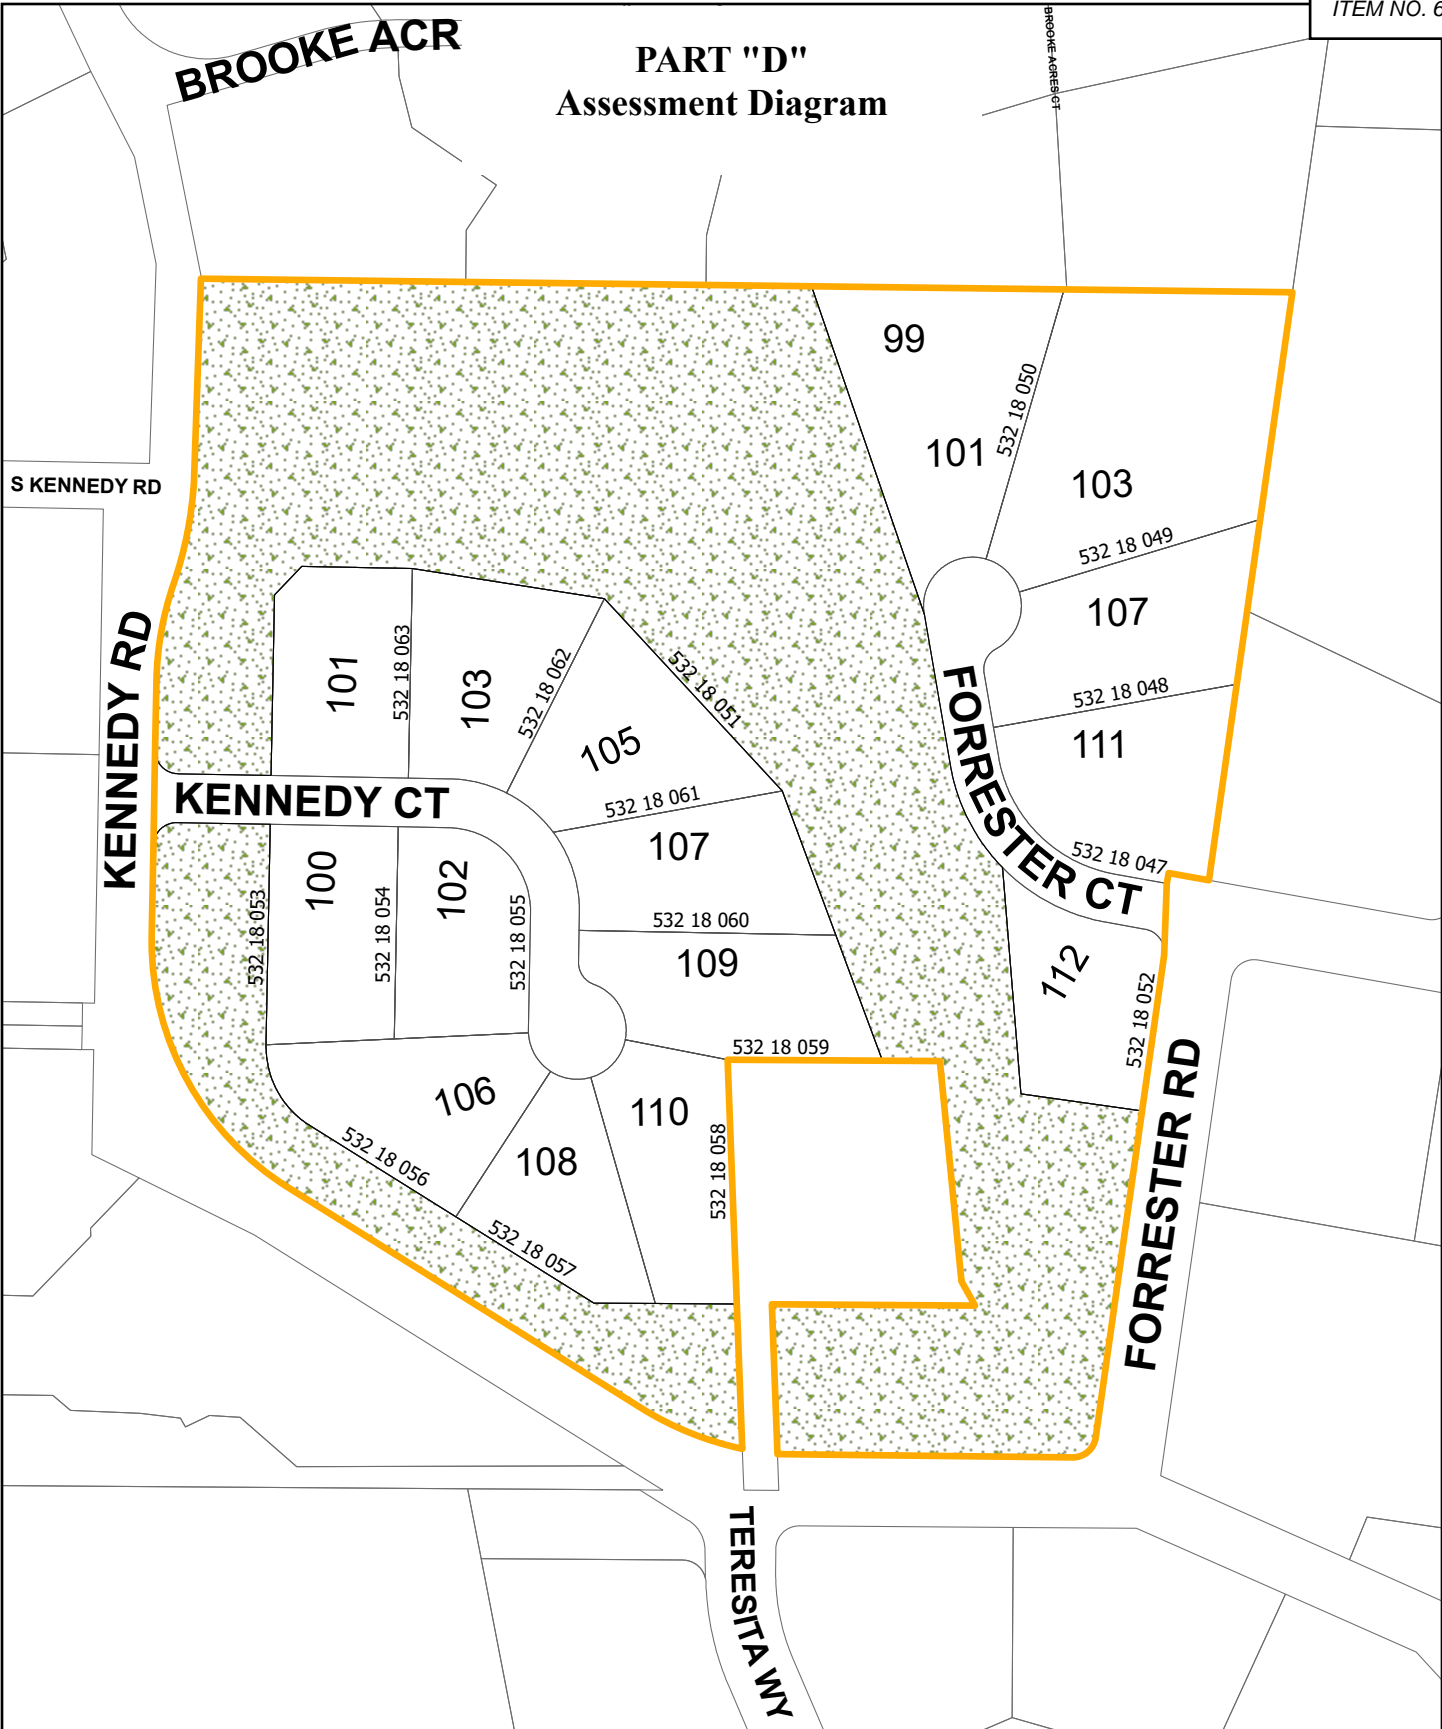 ITEM NO. 6
BROOKE ACR
PART "D"
Assessment Diagram
BROOKE ACRES CT
99
101
532 18 050
103
S KENNEDY RD
532 18 049
107
532 18 048
111
KENNEDY RD
101
532 18 063
103
532 18 062
105
532 18 051
FORRESTER CT
KENNEDY CT
532 18 061
107
532 18 047
532 18 053
100
532 18 054
102
532 18 055
532 18 060
109
112
532 18 052
532 18 059
106
110
532 18 058
108
532 18 056
532 18 057
FORRESTER RD
TERESITA WY